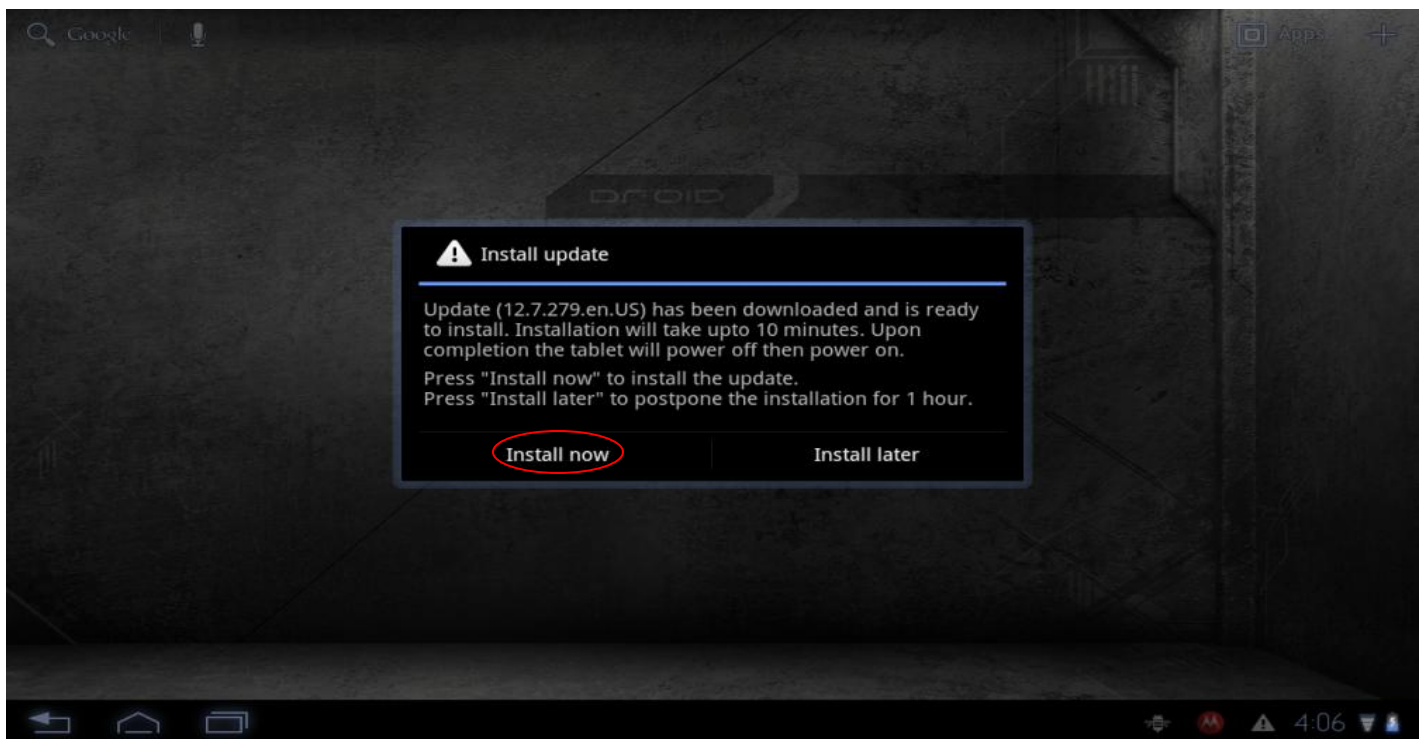 Google
Apps
DROID
Install update
Update (12.7.279.en.US) has been downloaded and is ready
to install. Installation will take upto 10 minutes. Upon
completion the tablet will power off then power on.
Press "Install now" to install the update.
Press "Install later" to postpone the installation for 1 hour.
Install now
Install later
4:06